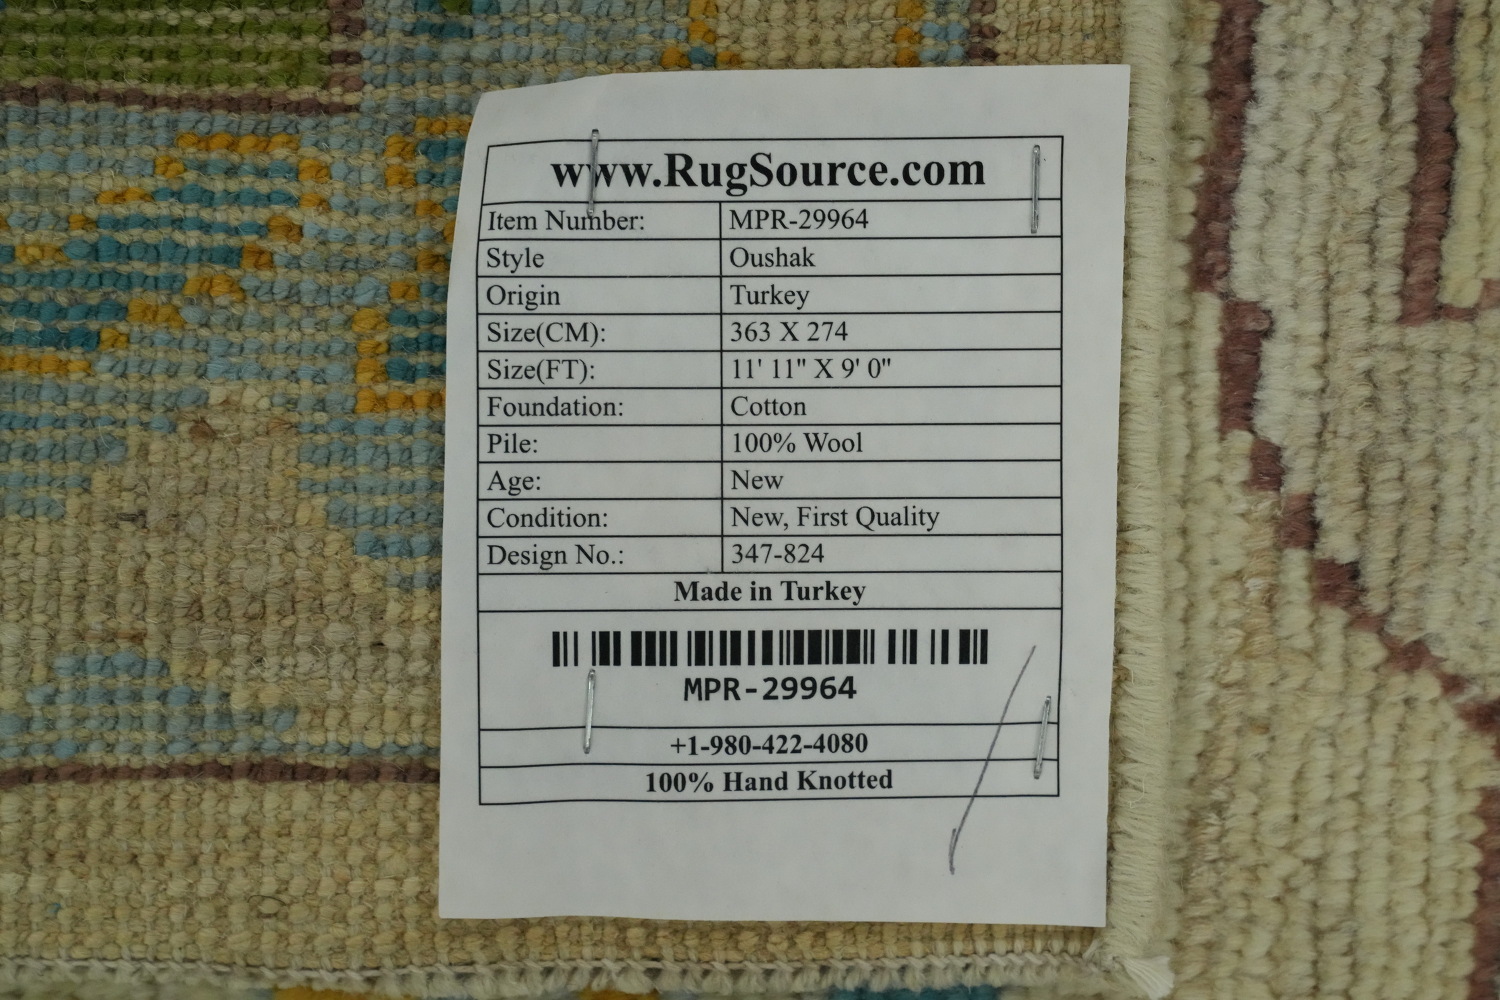 www.RugSource.com
Item Number: MPR-29964
Style Oushak
Origin Turkey
Size(CM): 363 X 274
Size(FT): 11' 11" X 9' 0"
Foundation: Cotton
Pile: 100% Wool
Age: New
Condition: New, First Quality
Design No.: 347-824
Made in Turkey
MPR-29964
+1-980-422-4080
100% Hand Knotted